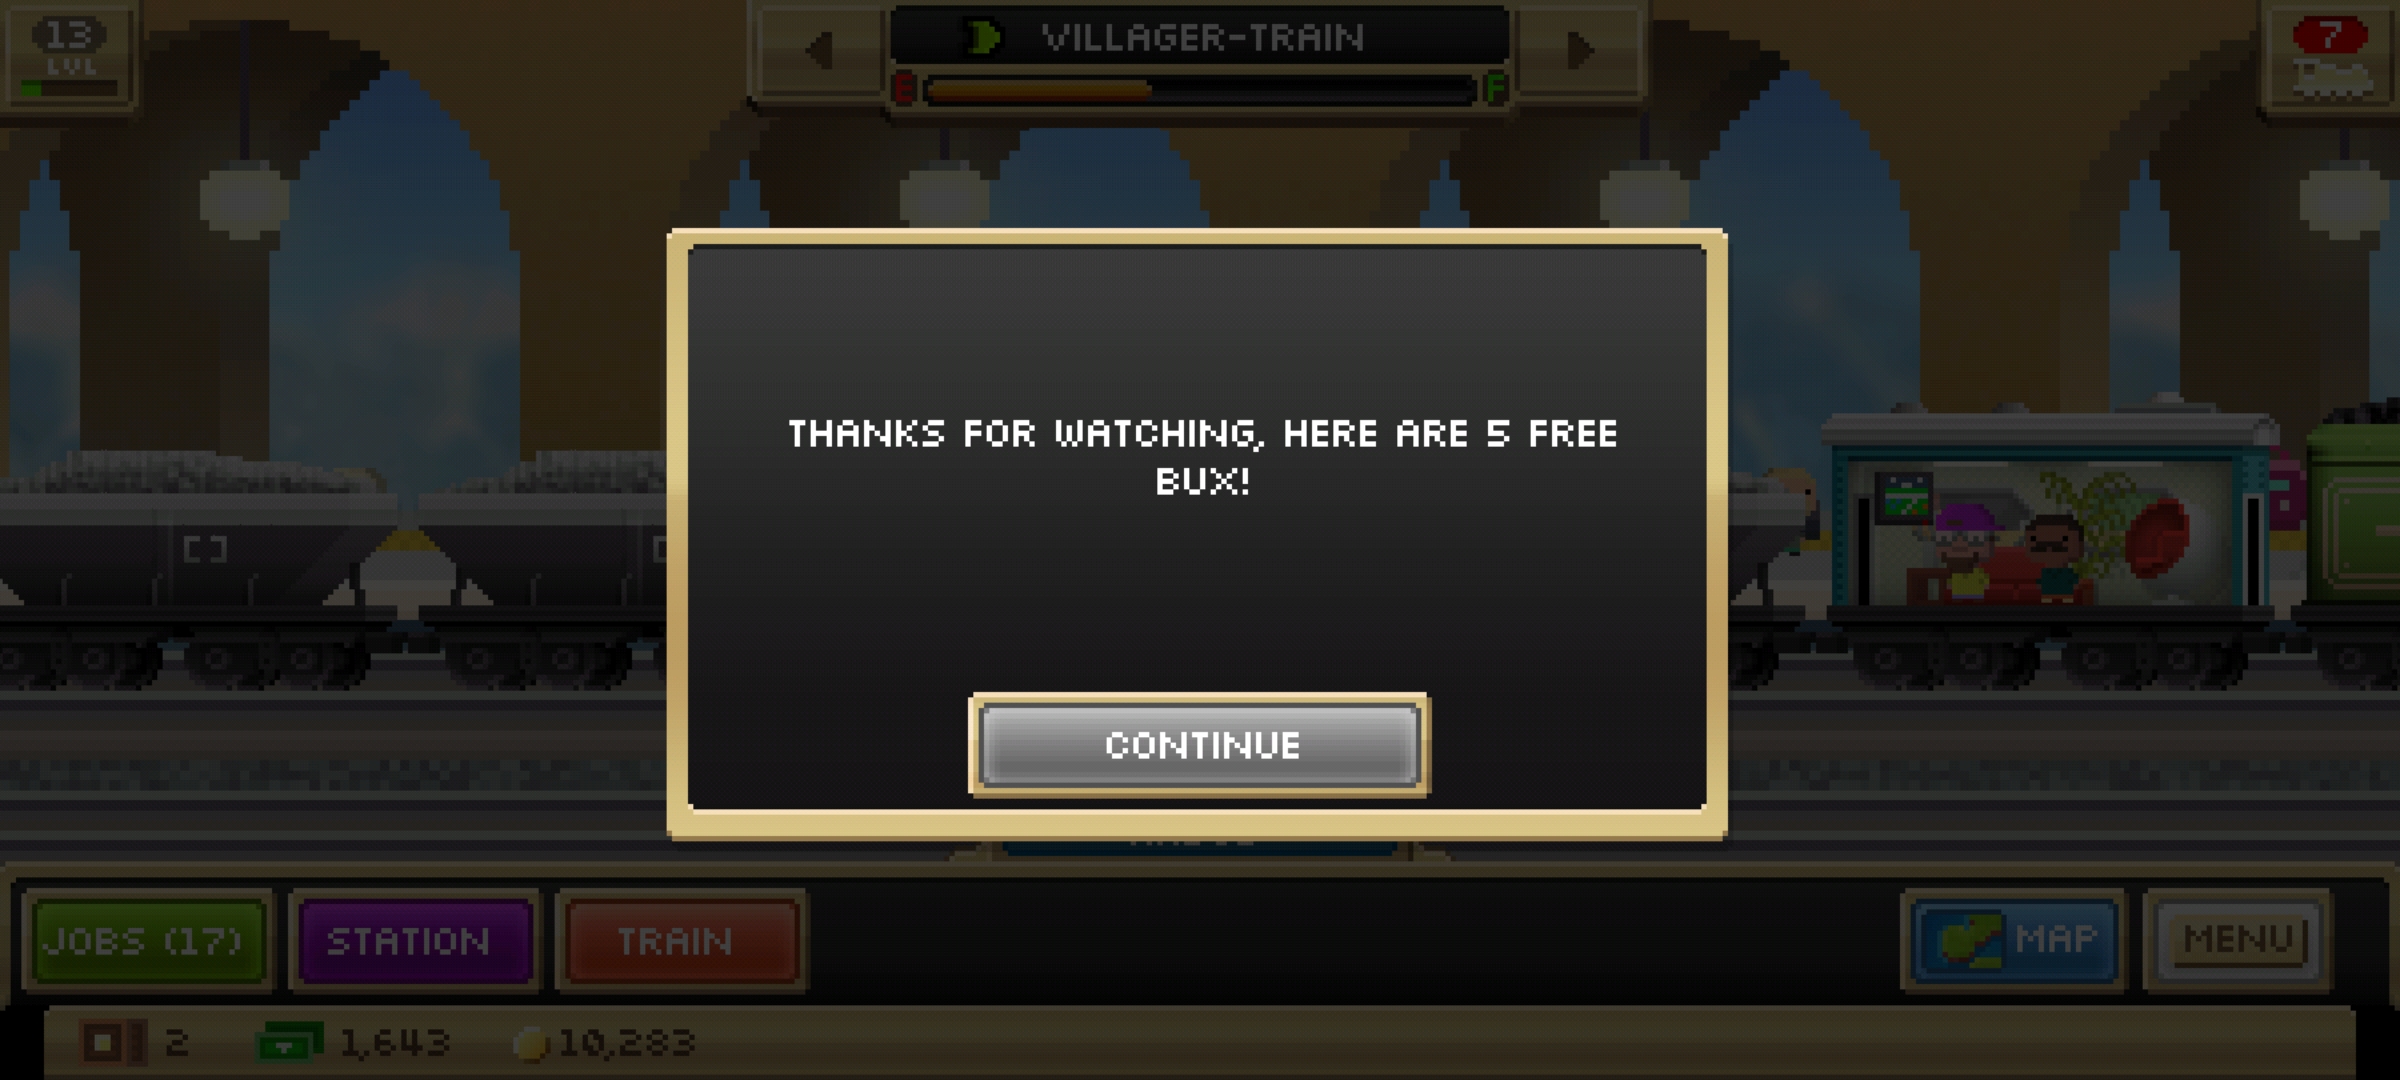 13
LVL
VILLAGER-TRAIN
E
F
7
THANKS FOR WATCHING, HERE ARE 5 FREE
BUX!
CONTINUE
JOBS (17)
STATION
TRAIN
MAP
MENU
2
1,643
10,283